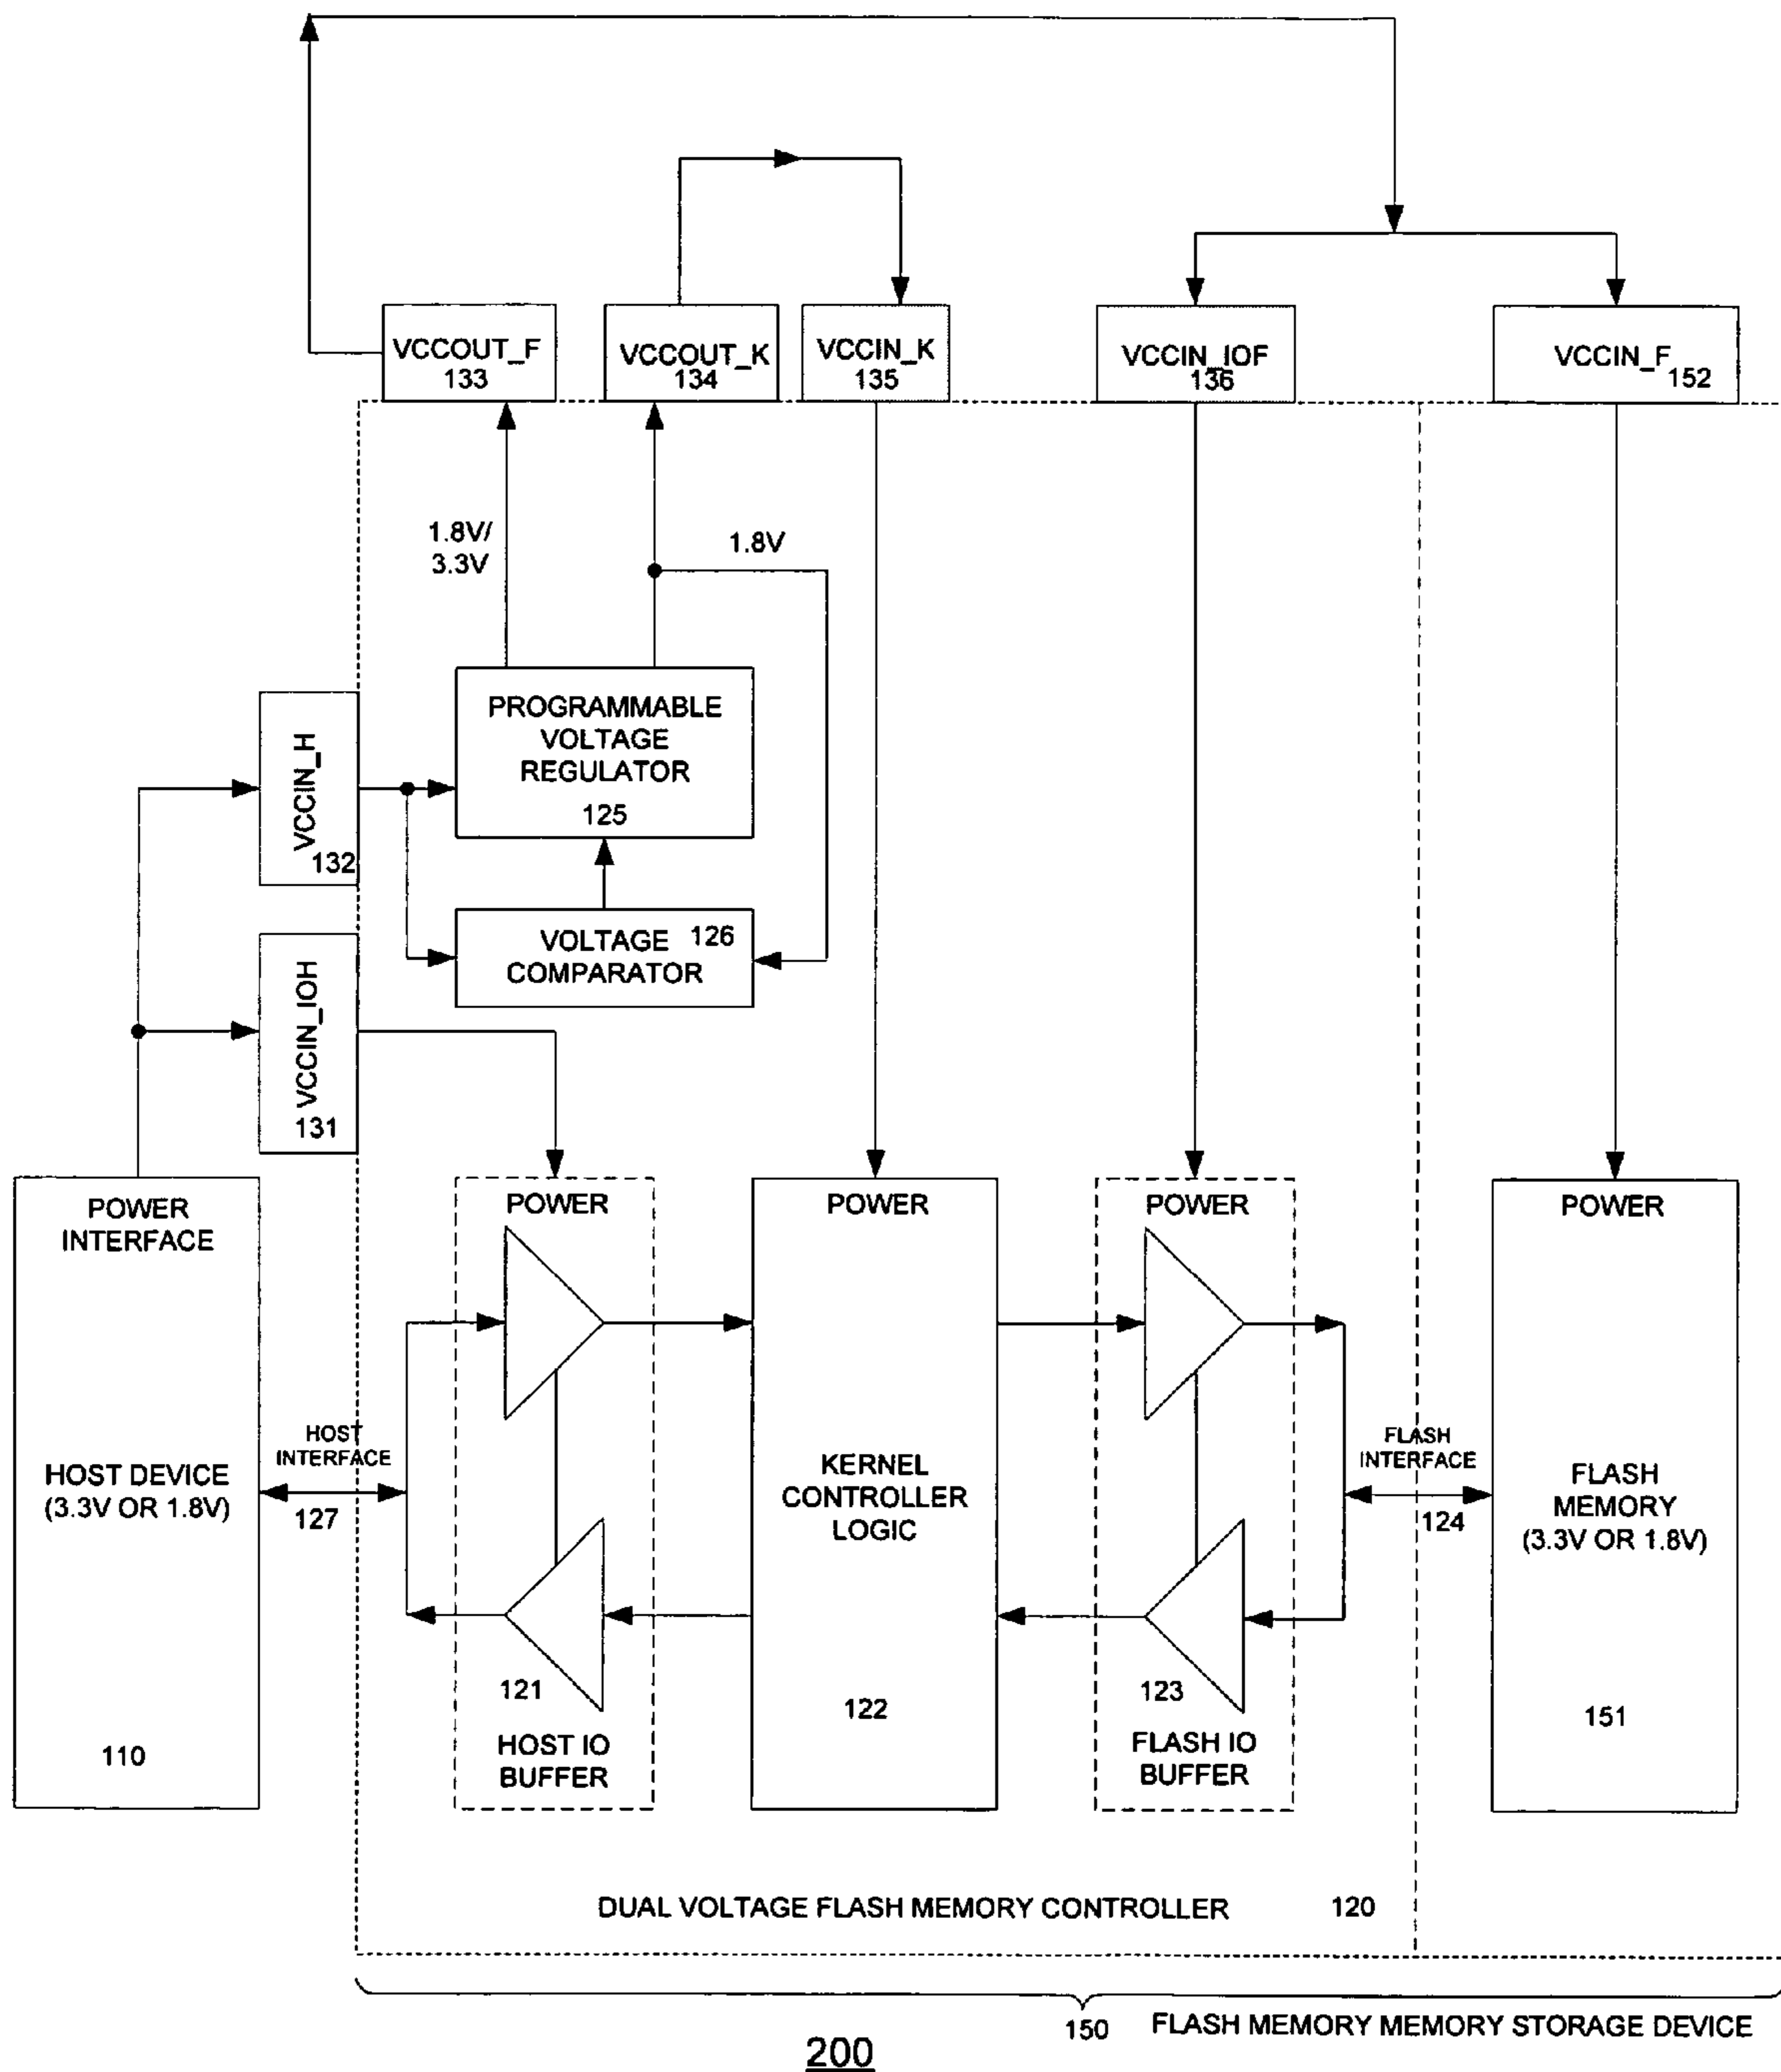 VCCOUT_F
133
VCCOUT_K
134
VCCIN_K
135
VCCIN_IOF
136
VCCIN_F
152
1.8V/
3.3V
1.8V
PROGRAMMABLE
VOLTAGE
REGULATOR
125
VCCIN_H
132
VOLTAGE
COMPARATOR
126
VCCIN_IOH
131
POWER
INTERFACE
POWER
POWER
POWER
POWER
HOST
INTERFACE
127
HOST DEVICE
(3.3V OR 1.8V)
110
121
HOST IO
BUFFER
KERNEL
CONTROLLER
LOGIC
122
123
FLASH IO
BUFFER
FLASH
INTERFACE
124
FLASH
MEMORY
(3.3V OR 1.8V)
151
DUAL VOLTAGE FLASH MEMORY CONTROLLER 120
150 FLASH MEMORY MEMORY STORAGE DEVICE
200